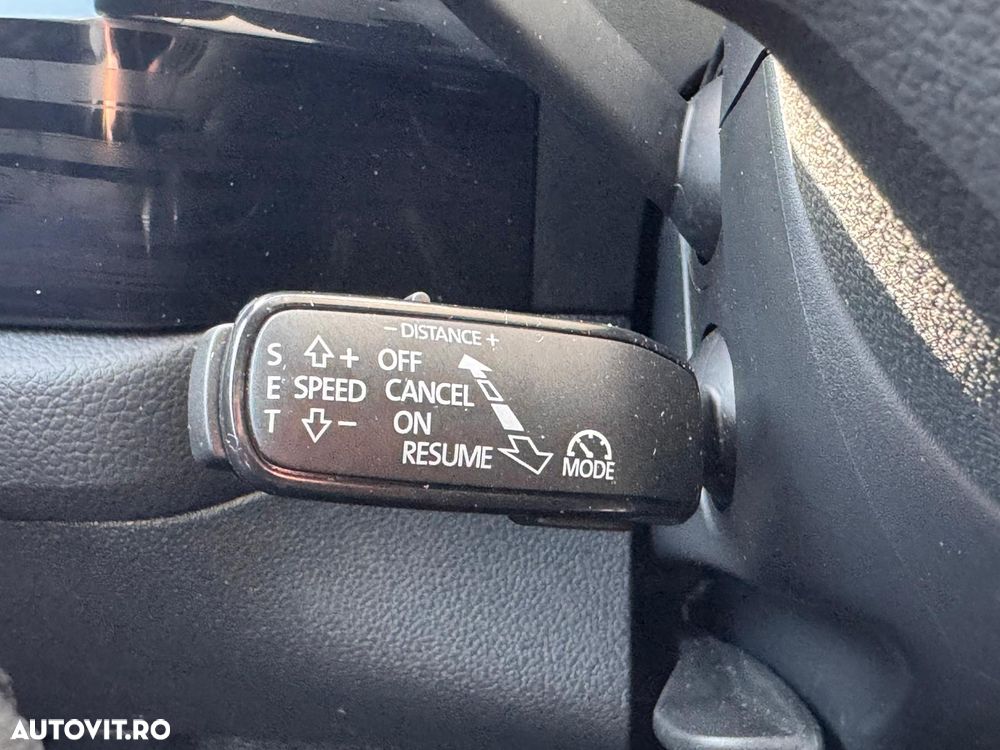 - DISTANCE +
S + OFF
E SPEED CANCEL
T - ON
RESUME
MODE
AUTOVIT.RO